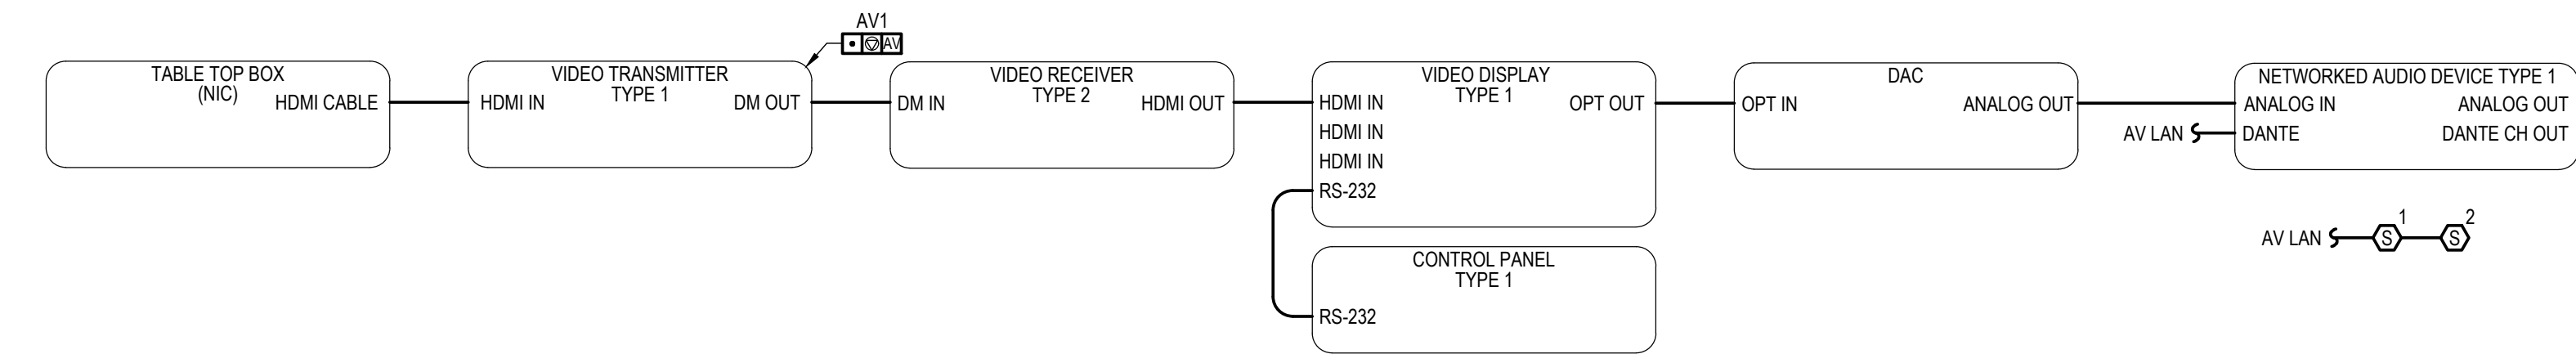 AV1
AV
TABLE TOP BOX
(NIC)
HDMI CABLE
VIDEO TRANSMITTER
TYPE 1
HDMI IN
DM OUT
VIDEO RECEIVER
TYPE 2
DM IN
HDMI OUT
VIDEO DISPLAY
TYPE 1
HDMI IN
OPT OUT
HDMI IN
HDMI IN
RS-232
CONTROL PANEL
TYPE 1
RS-232
DAC
OPT IN
ANALOG OUT
NETWORKED AUDIO DEVICE TYPE 1
ANALOG IN
ANALOG OUT
AV LAN
DANTE
DANTE CH OUT
AV LAN
S
1
S
2